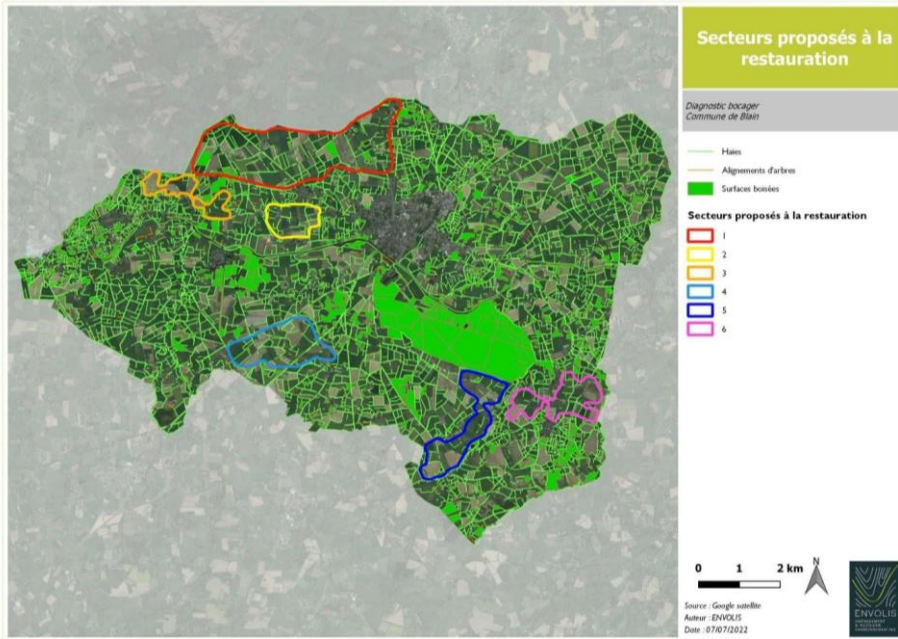 Secteurs proposés à la
restauration
Diagnostic bocager
Commune de Blain
Haies
Alignements d'arbres
Surfaces boisées
Secteurs proposés à la restauration
1
2
3
4
5
6
0 1 2 km
N
Source : Google satellite
Auteur : ENVOLIS
Date : 07/07/2022
ENVOLIS